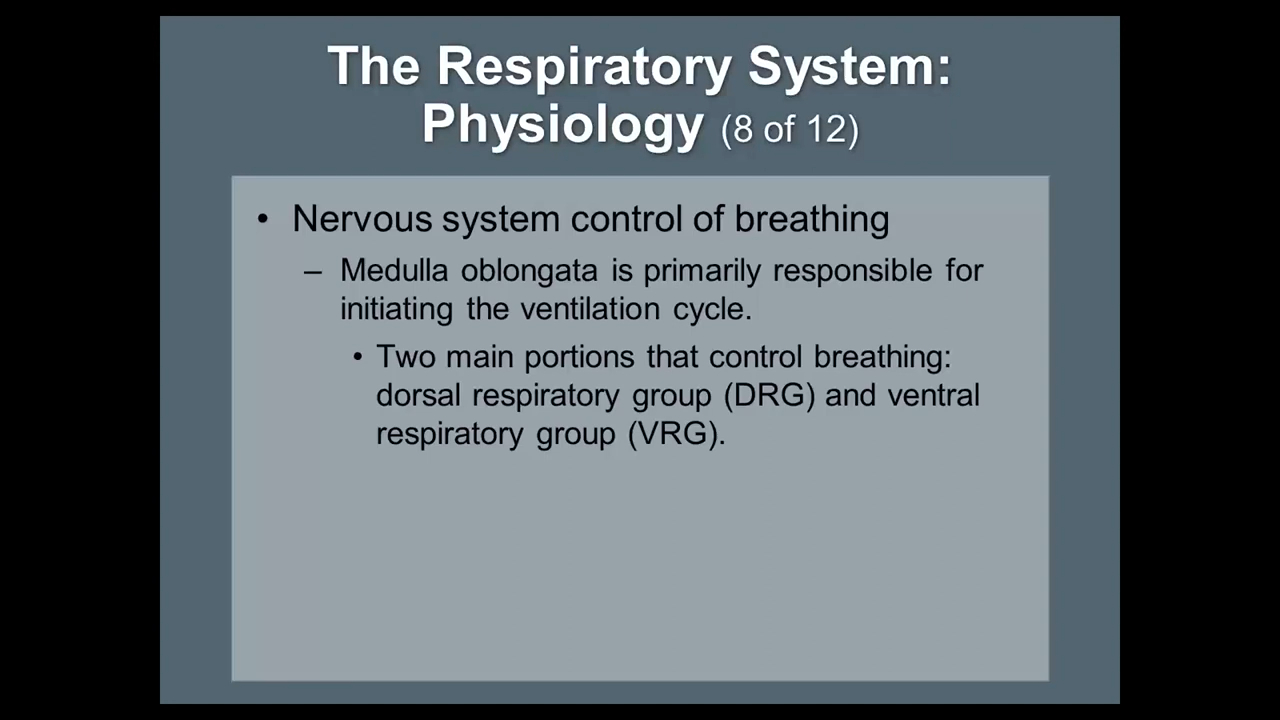 The Respiratory System:
Physiology (8 of 12)
• Nervous system control of breathing
– Medulla oblongata is primarily responsible for
initiating the ventilation cycle.
• Two main portions that control breathing:
dorsal respiratory group (DRG) and ventral
respiratory group (VRG).